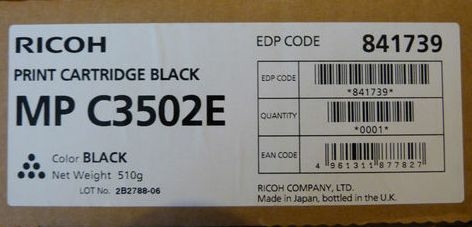 RICOH
PRINT CARTRIDGE BLACK
MP C3502E
Color BLACK
Net Weight 510g
LOT No. 2B2788-06
EDP CODE 841739
EDP CODE *841739*
QUANTITY *0001*
EAN CODE 4 961311 877827
RICOH COMPANY, LTD.
Made in Japan, bottled in the U.K.